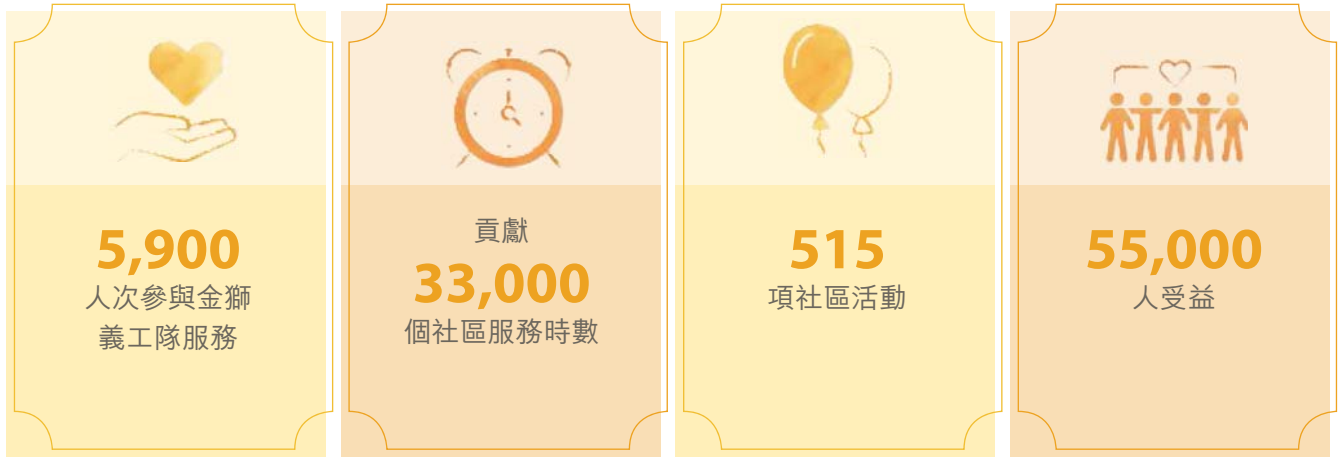 5,900
人次參與金獅
義工隊服務
貢獻
33,000
個社區服務時數
515
項社區活動
55,000
人受益